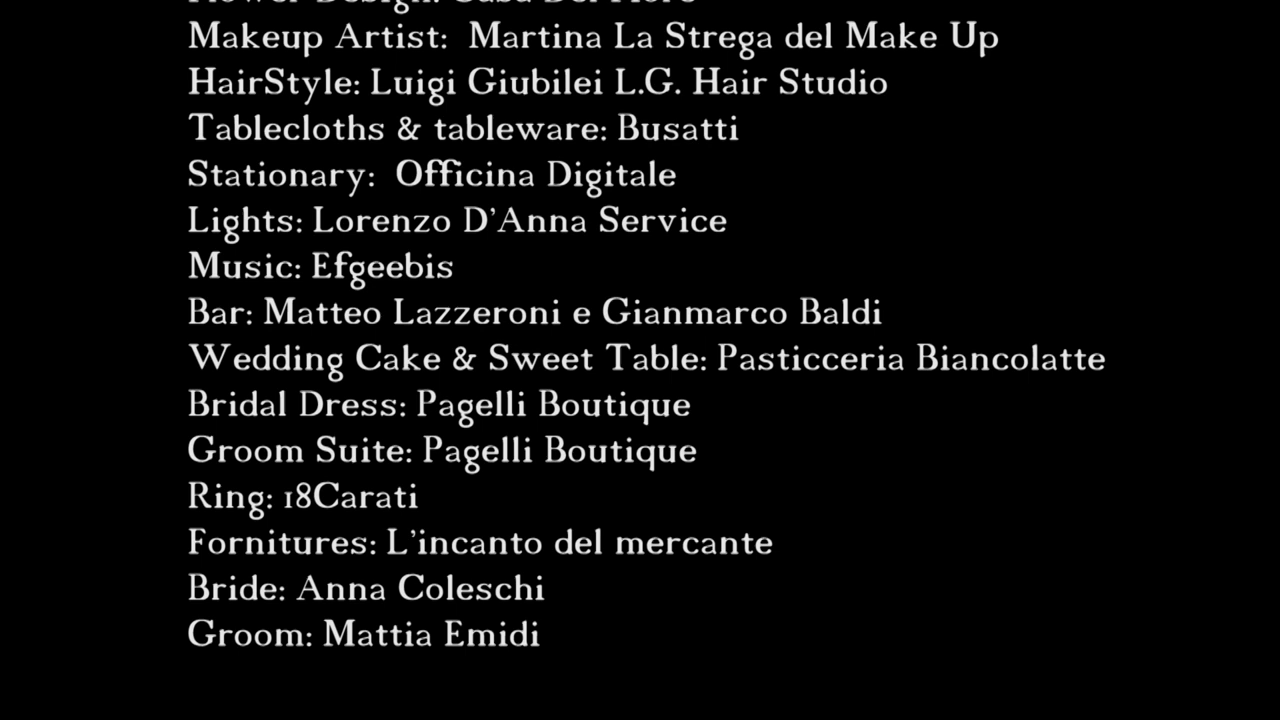 Makeup Artist:  Martina La Strega del Make Up
HairStyle: Luigi Giubilei L.G. Hair Studio
Tablecloths & tableware: Busatti
Stationary:  Officina Digitale
Lights: Lorenzo D'Anna Service
Music: Efgeebis
Bar: Matteo Lazzeroni e Gianmarco Baldi
Wedding Cake & Sweet Table: Pasticceria Biancolatte
Bridal Dress: Pagelli Boutique
Groom Suite: Pagelli Boutique
Ring: 18Carati
Fornitures: L'incanto del mercante
Bride: Anna Coleschi
Groom: Mattia Emidi